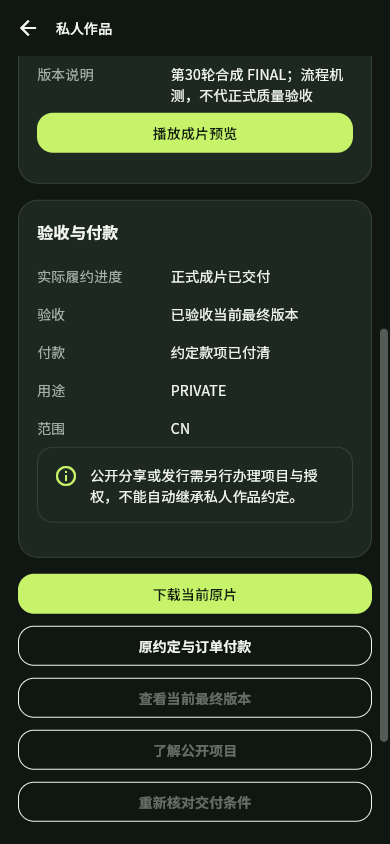 私人作品
版本说明
第30轮合成 FINAL；流程机
测，不代正式质量验收
播放成片预览
验收与付款
实际履约进度
正式成片已交付
验收
已验收当前最终版本
付款
约定款项已付清
用途
PRIVATE
范围
CN
公开分享或发行需另行办理项目与授
权，不能自动继承私人作品约定。
下载当前原片
原约定与订单付款
查看当前最终版本
了解公开项目
重新核对交付条件